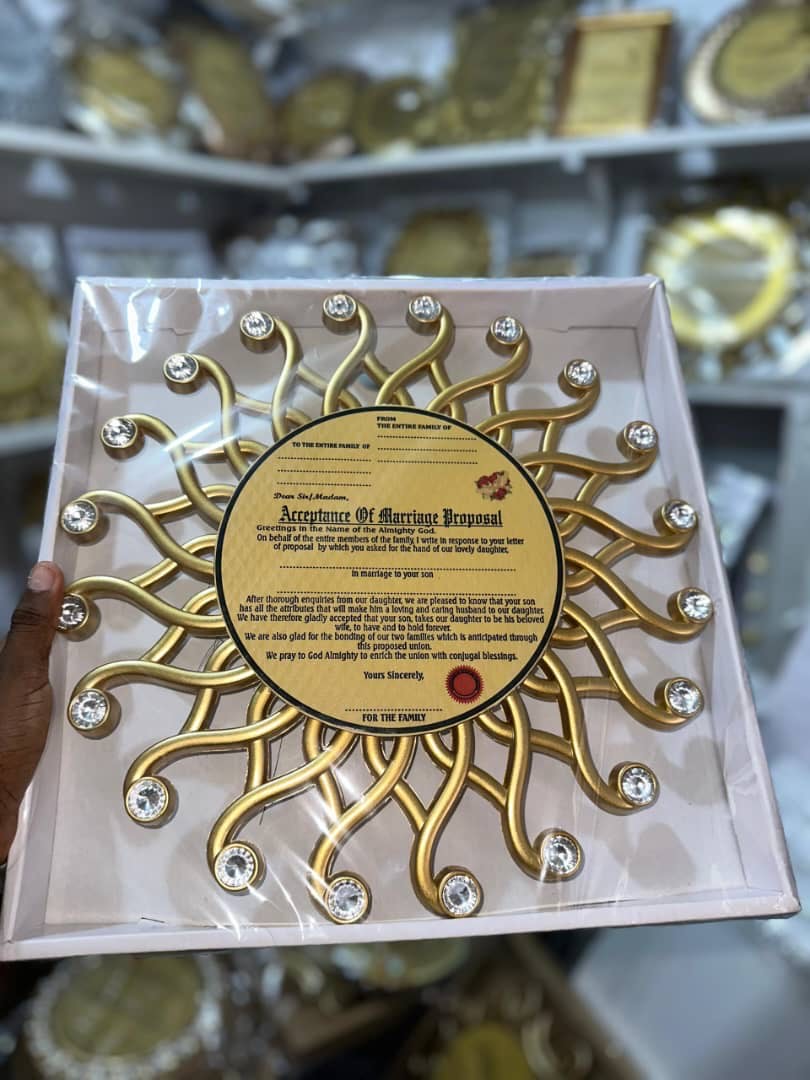 FROM
THE ENTIRE FAMILY OF
TO THE ENTIRE FAMILY OF
Dear Sir/Madam,
Acceptance Of Marriage Proposal
Greetings in the Name of the Almighty God.
On behalf of the entire members of the family, I write in response to your letter
of proposal by which you asked for the hand of our lovely daughter,
in marriage to your son
After thorough enquiries from our daughter, we are pleased to know that your son
has all the attributes that will make him a loving and caring husband to our daughter.
We have therefore gladly accepted that your son, takes our daughter to be his beloved
wife, to have and to hold forever.
We are also glad for the bonding of our two families which is anticipated through
this proposed union.
We pray to God Almighty to enrich the union with conjugal blessings.
Yours Sincerely,
FOR THE FAMILY